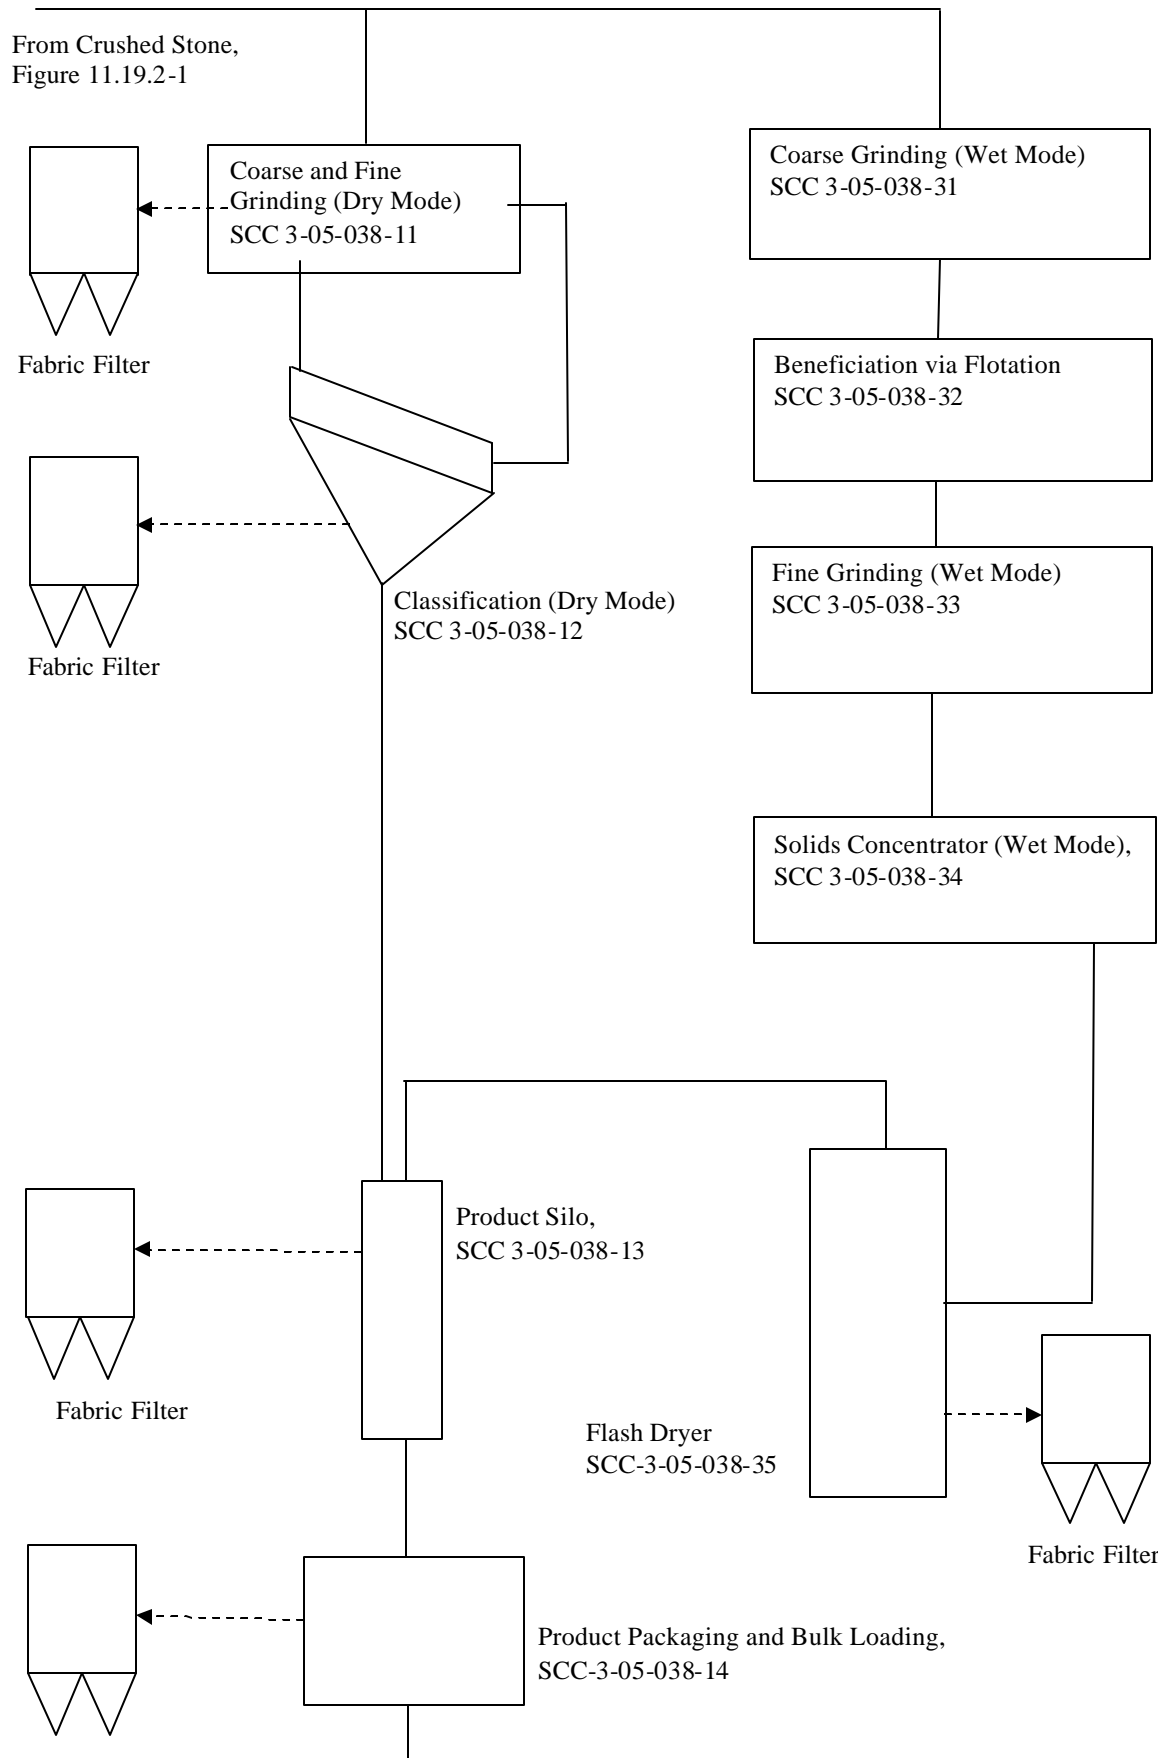 From Crushed Stone,
Figure 11.19.2-1
Coarse and Fine
Grinding (Dry Mode)
SCC 3-05-038-11
Coarse Grinding (Wet Mode)
SCC 3-05-038-31
Fabric Filter
Beneficiation via Flotation
SCC 3-05-038-32
Fine Grinding (Wet Mode)
SCC 3-05-038-33
Classification (Dry Mode)
SCC 3-05-038-12
Fabric Filter
Solids Concentrator (Wet Mode),
SCC 3-05-038-34
Product Silo,
SCC 3-05-038-13
Fabric Filter
Flash Dryer
SCC-3-05-038-35
Fabric Filter
Product Packaging and Bulk Loading,
SCC-3-05-038-14